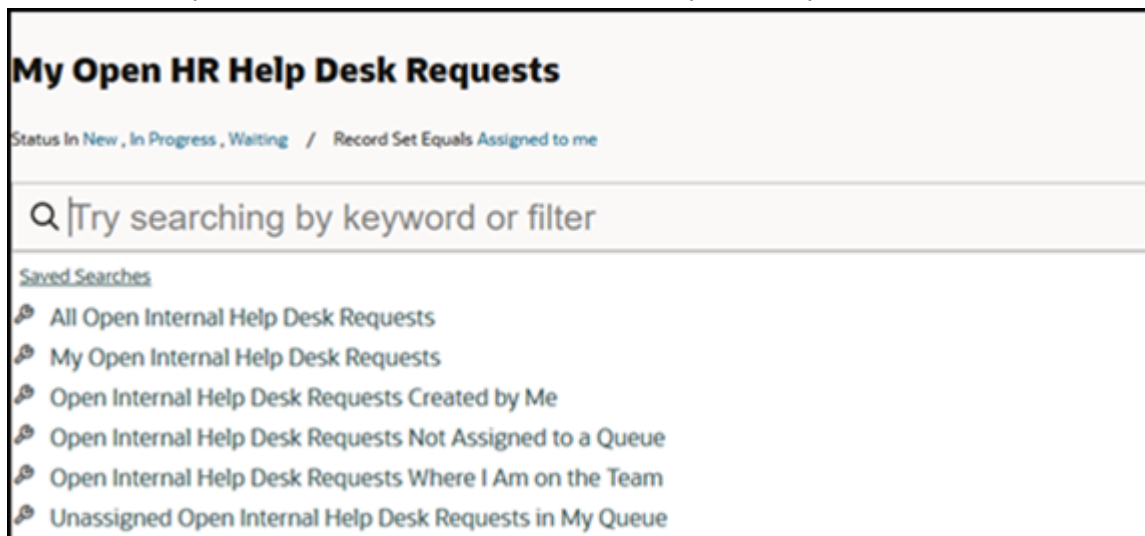 My Open HR Help Desk Requests
Status In New , In Progress , Waiting / Record Set Equals Assigned to me
Try searching by keyword or filter
Saved Searches
All Open Internal Help Desk Requests
My Open Internal Help Desk Requests
Open Internal Help Desk Requests Created by Me
Open Internal Help Desk Requests Not Assigned to a Queue
Open Internal Help Desk Requests Where I Am on the Team
Unassigned Open Internal Help Desk Requests in My Queue